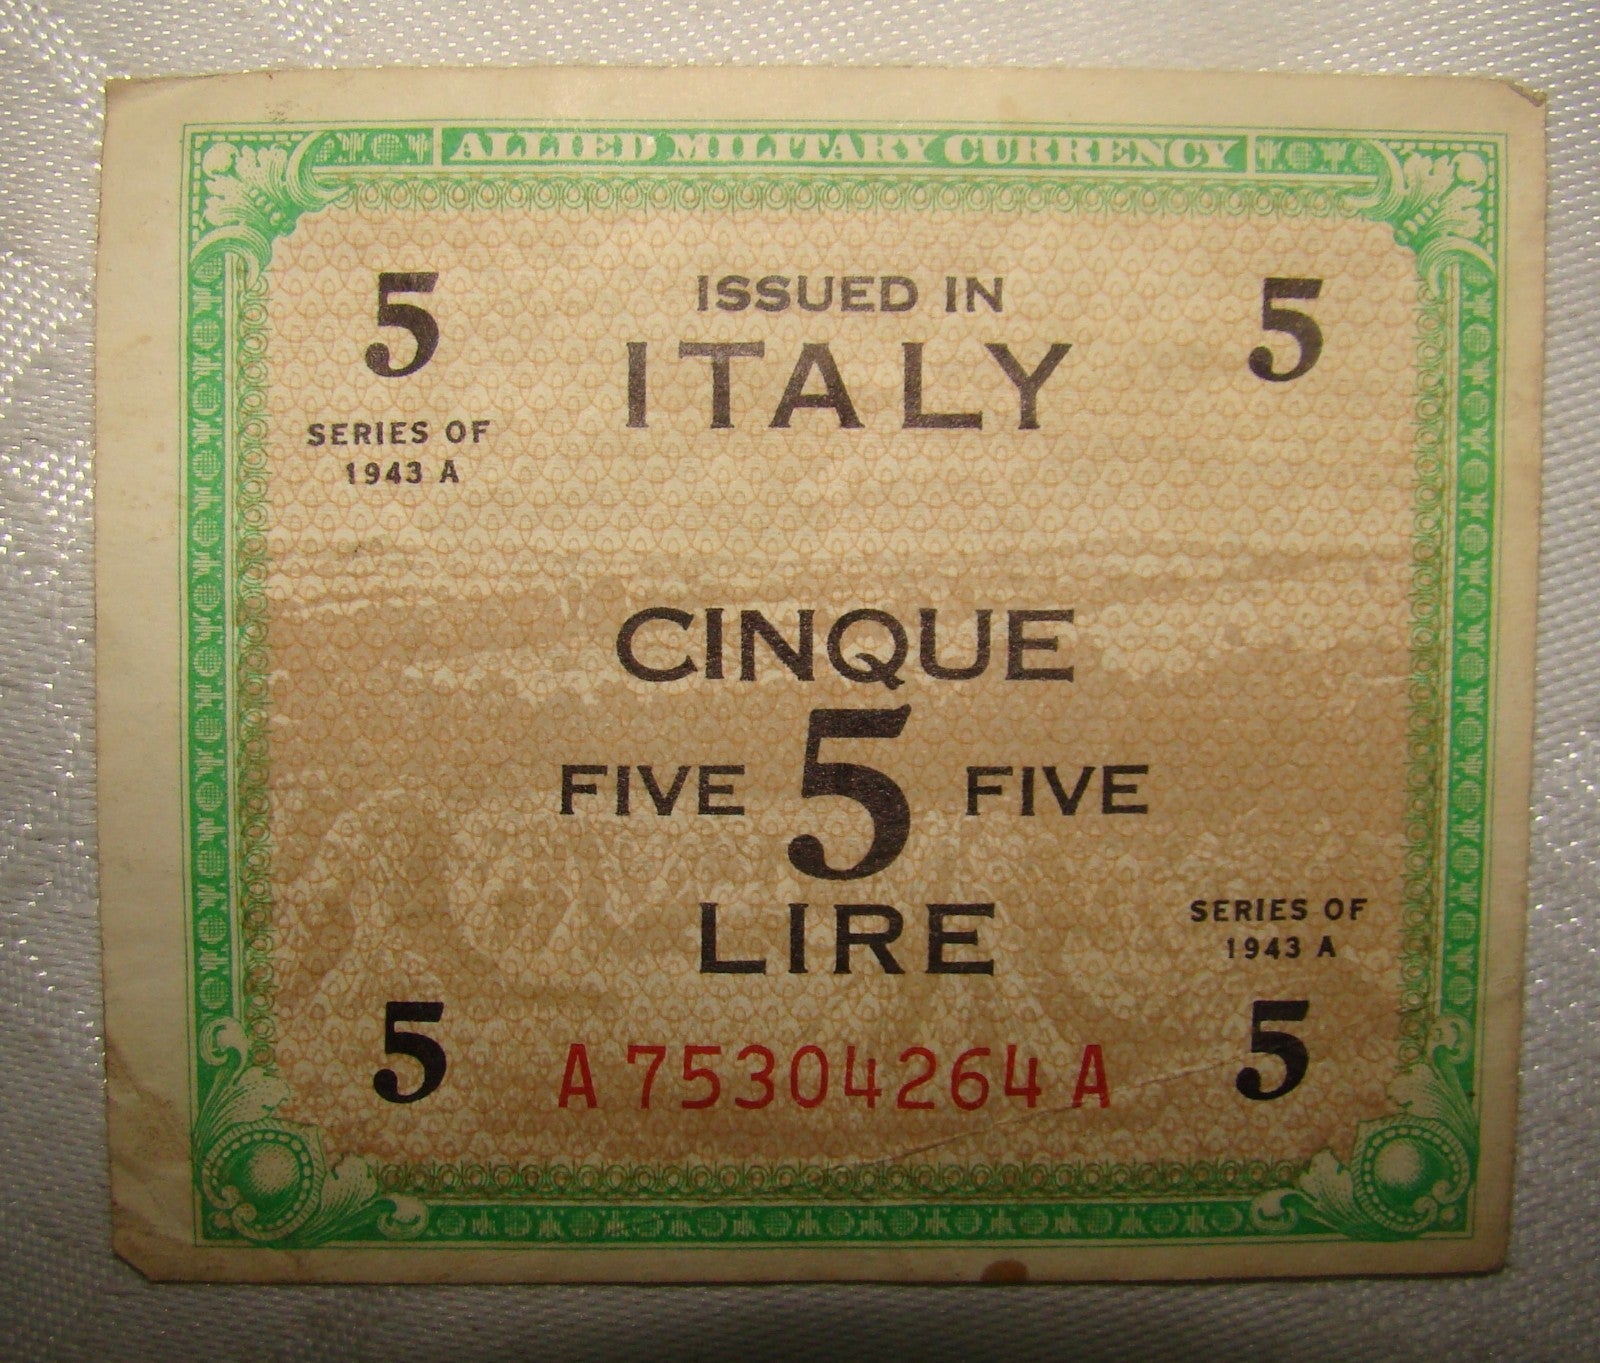 ALLIED MILITARY CURRENCY
5 ISSUED IN 5
ITALY
SERIES OF
1943 A
CINQUE
FIVE 5 FIVE
LIRE
SERIES OF
1943 A
5 A 75304264 A 5